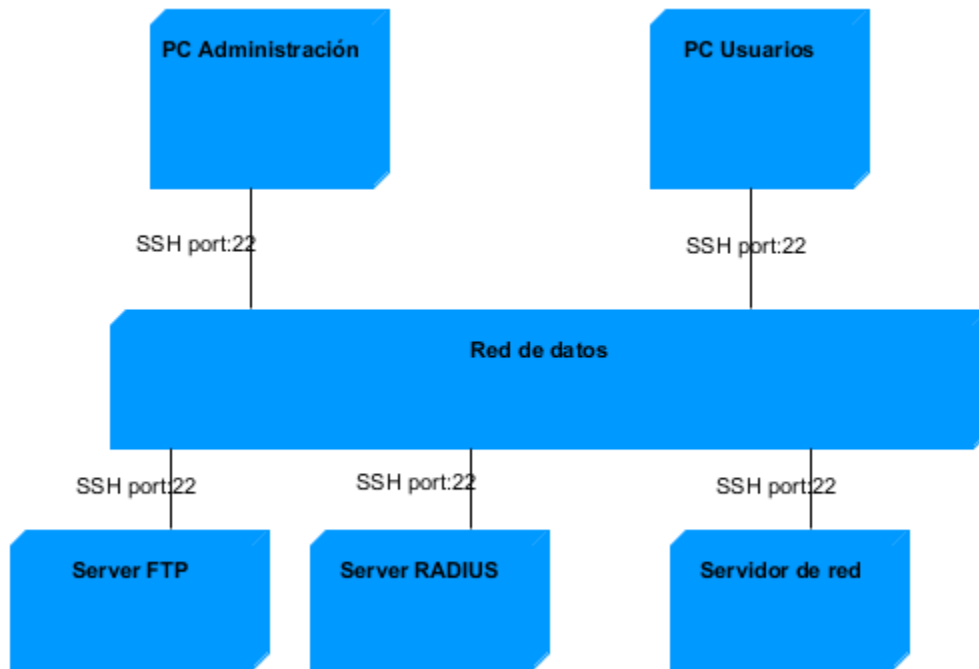 PC Administración
PC Usuarios
SSH port:22
SSH port:22
Red de datos
SSH port:22
SSH port:22
SSH port:22
Server FTP
Server RADIUS
Servidor de red